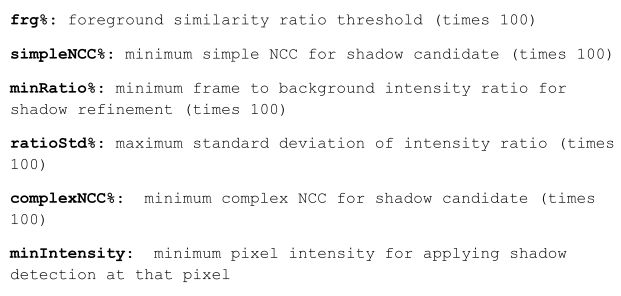 frg%: foreground similarity ratio threshold (times 100)
simpleNCC%: minimum simple NCC for shadow candidate (times 100)
minRatio%: minimum frame to background intensity ratio for
shadow refinement (times 100)
ratioStd%: maximum standard deviation of intensity ratio (times
100)
complexNCC%:  minimum complex NCC for shadow candidate (times
100)
minIntensity:  minimum pixel intensity for applying shadow
detection at that pixel